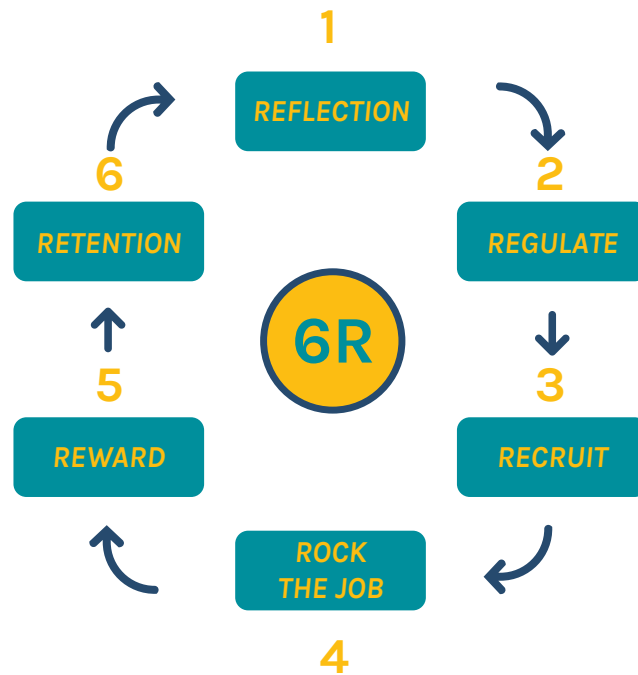 1
REFLECTION
2
REGULATE
3
RECRUIT
4
ROCK
THE JOB
5
REWARD
6
RETENTION
6R